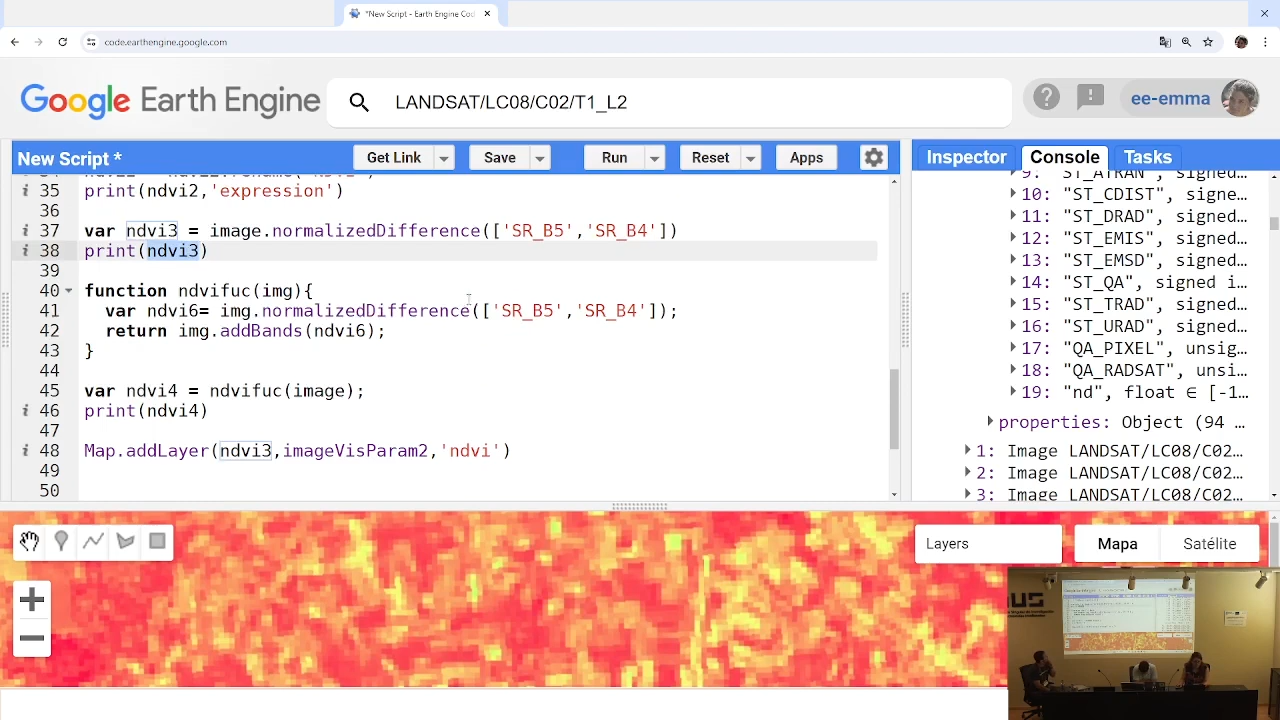 *New Script - Earth Engine Cod
code.earthengine.google.com
Google Earth Engine
LANDSAT/LC08/C02/T1_L2
ee-emma
New Script *
Get Link
Save
Run
Reset
Apps
Inspector
Console
Tasks
35 print(ndvi2,'expression')
36
37 var ndvi3 = image.normalizedDifference(['SR_B5','SR_B4'])
38 print(ndvi3)
39
40 function ndvifuc(img){
41 var ndvi6= img.normalizedDifference(['SR_B5','SR_B4']);
42 return img.addBands(ndvi6);
43 }
44
45 var ndvi4 = ndvifuc(image);
46 print(ndvi4)
47
48 Map.addLayer(ndvi3,imageVisParam2,'ndvi')
49
50
9: "ST_ATRAN", signed…
10: "ST_CDIST", signed…
11: "ST_DRAD", signed…
12: "ST_EMIS", signed…
13: "ST_EMSD", signed…
14: "ST_QA", signed i…
15: "ST_TRAD", signed…
16: "ST_URAD", signed…
17: "QA_PIXEL", unsig…
18: "QA_RADSAT", unsi…
19: "nd", float ∈ [-1…
properties: Object (94 …
1: Image LANDSAT/LC08/C02…
2: Image LANDSAT/LC08/C02…
3: Image LANDSAT/LC08/C02…
Layers
Mapa
Satélite